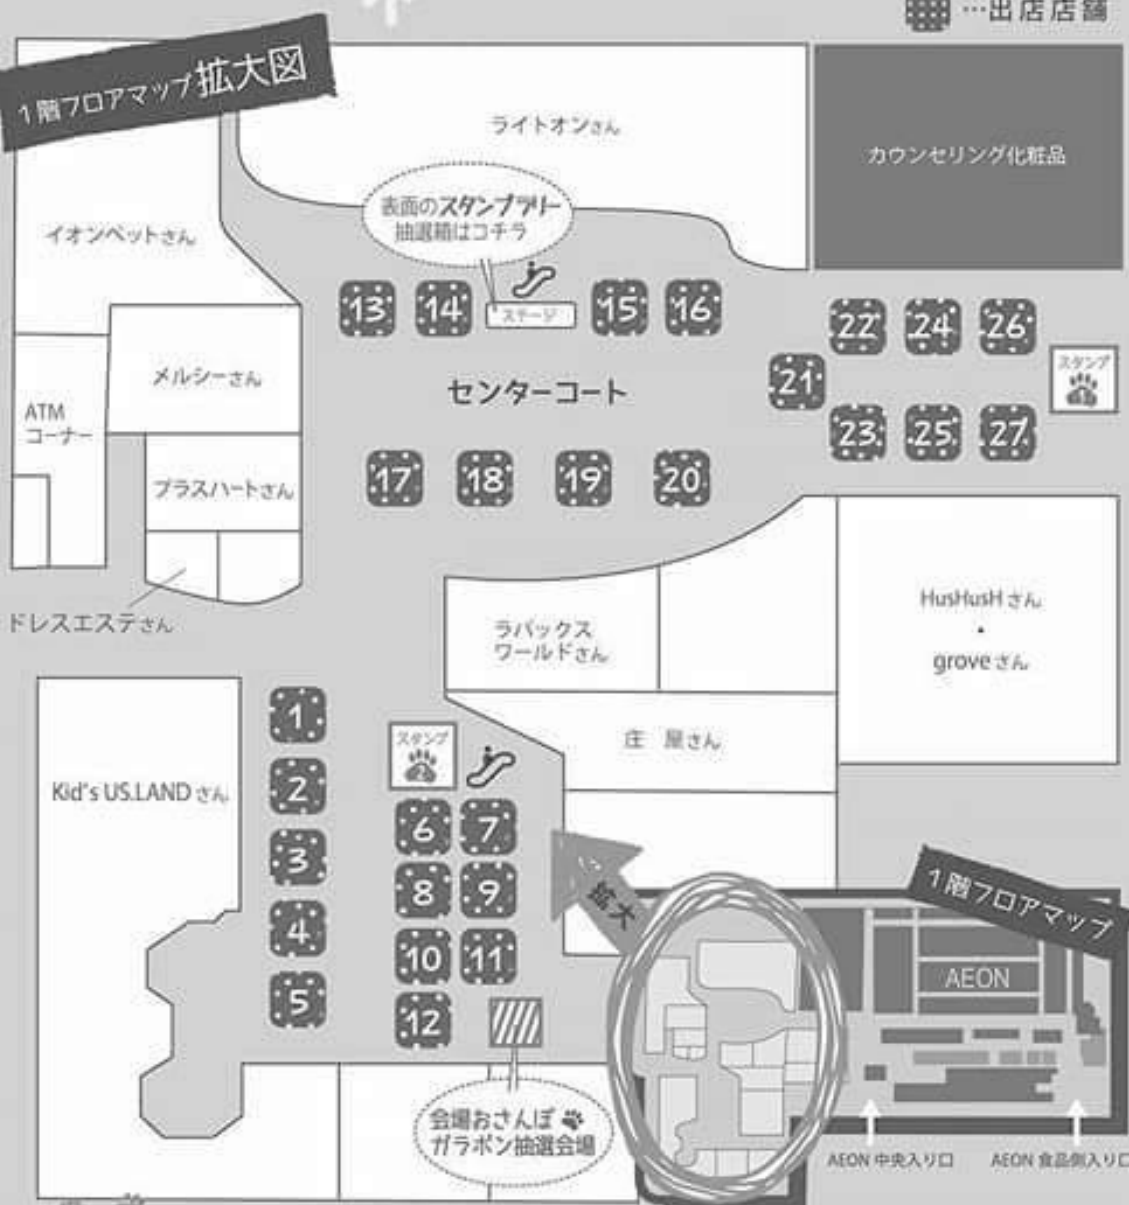 …出店店舗
1階フロアマップ 拡大図
ライトオンさん
カウンセリング化粧品
表面のスタンプラリー
抽選箱はコチラ
イオンペットさん
13 14 ステージ 15 16
22 24 26
スタンプ
1
21
センターコート
メルシーさん
ATM
コーナー
23 25 27
17 18 19 20
プラスハートさん
ドレスエステさん
ラパックス
ワールドさん
HusHusH さん
・
grove さん
庄 屋さん
Kid's US.LAND さん
1
2
3
4
5
スタンプ
2
6 7
8 9
10 11
12
拡大
1階フロアマップ
AEON
会場おさんぽ
ガラポン抽選会場
AEON 中央入り口
AEON 食品側入り口